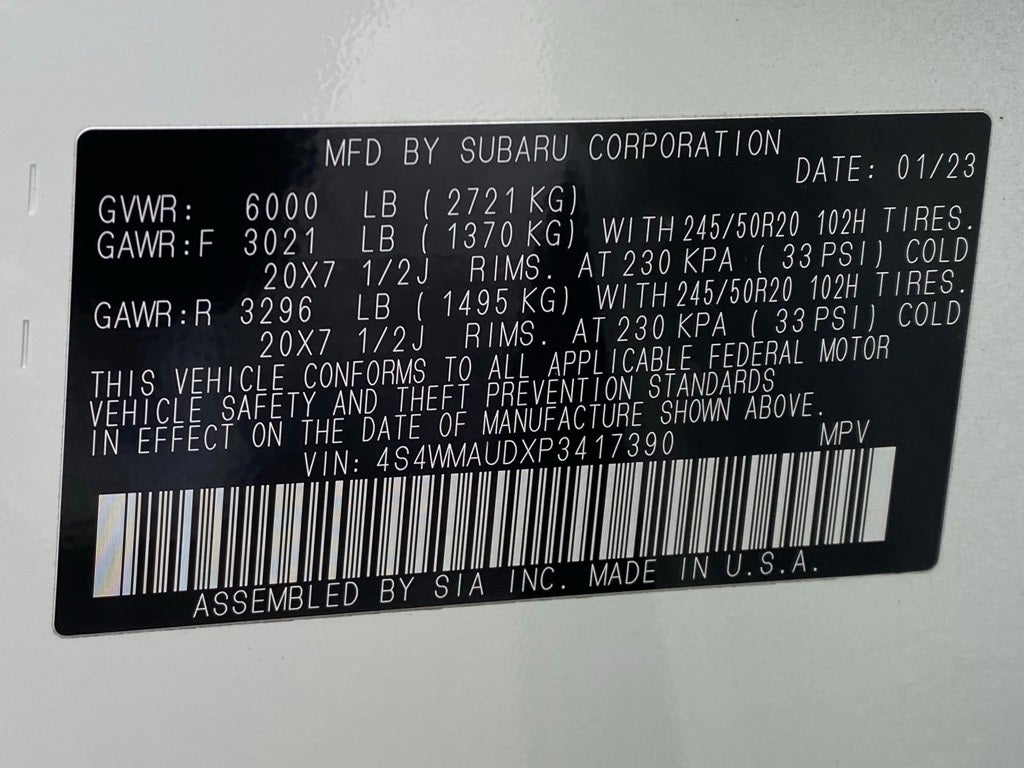 MFD BY SUBARU CORPORATION
DATE: 01/23
GVWR: 6000 LB ( 2721 KG)
GAWR:F 3021 LB ( 1370 KG) WITH 245/50R20 102H TIRES.
20X7 1/2J RIMS. AT 230 KPA ( 33 PSI) COLD
GAWR:R 3296 LB ( 1495 KG) WITH 245/50R20 102H TIRES.
20X7 1/2J RIMS. AT 230 KPA ( 33 PSI) COLD
THIS VEHICLE CONFORMS TO ALL APPLICABLE FEDERAL MOTOR
VEHICLE SAFETY AND THEFT PREVENTION STANDARDS
IN EFFECT ON THE DATE OF MANUFACTURE SHOWN ABOVE.
VIN: 4S4WMAUDXP3417390 MPV
ASSEMBLED BY SIA INC. MADE IN U.S.A.